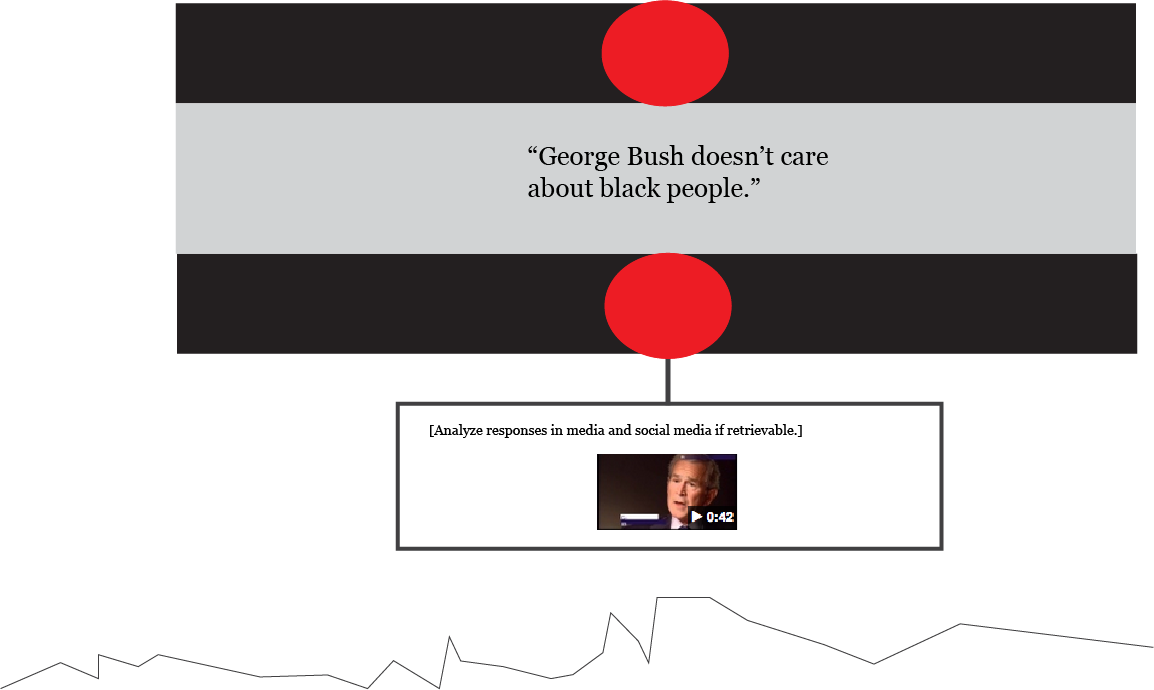 “George Bush doesn’t care
about black people.”
[Analyze responses in media and social media if retrievable.]
0:42